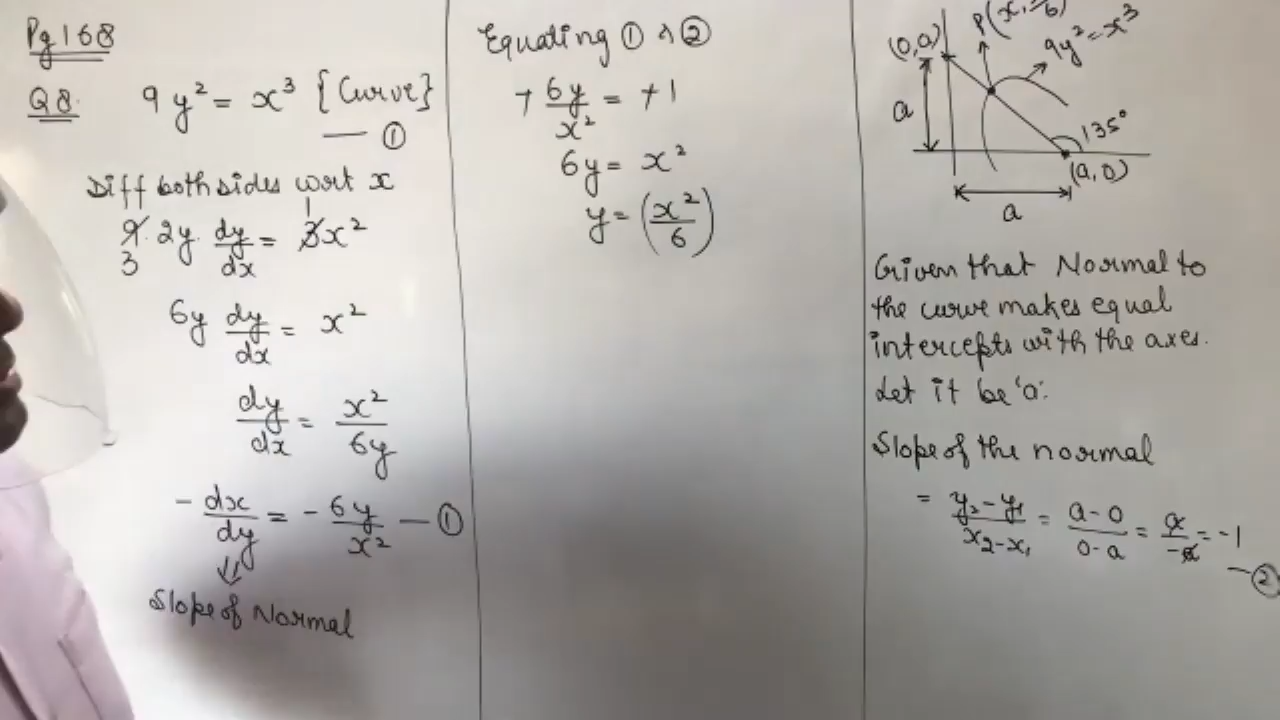 Pg 168
Q8. 9y² = x³ {Curve}
— ①
Diff both sides wrt x
9̸ 3 · 2y · dy/dx = 3̸ 1 x²
6y dy/dx = x²
dy/dx = x²/6y
- dx/dy = - 6y/x² — ①
Slope of Normal
Equating ① & ②
+ 6y/x² = + 1
6y = x²
y = (x²/6)
P(x, /6)
(0,a)
9y² = x³
a
135°
(a,0)
a
Given that Normal to
the curve makes equal
intercepts with the axes.
Let it be 'a'.
Slope of the normal
= y₂-y₁/x₂-x₁ = a-0/0-a = a/-a = -1
— ②